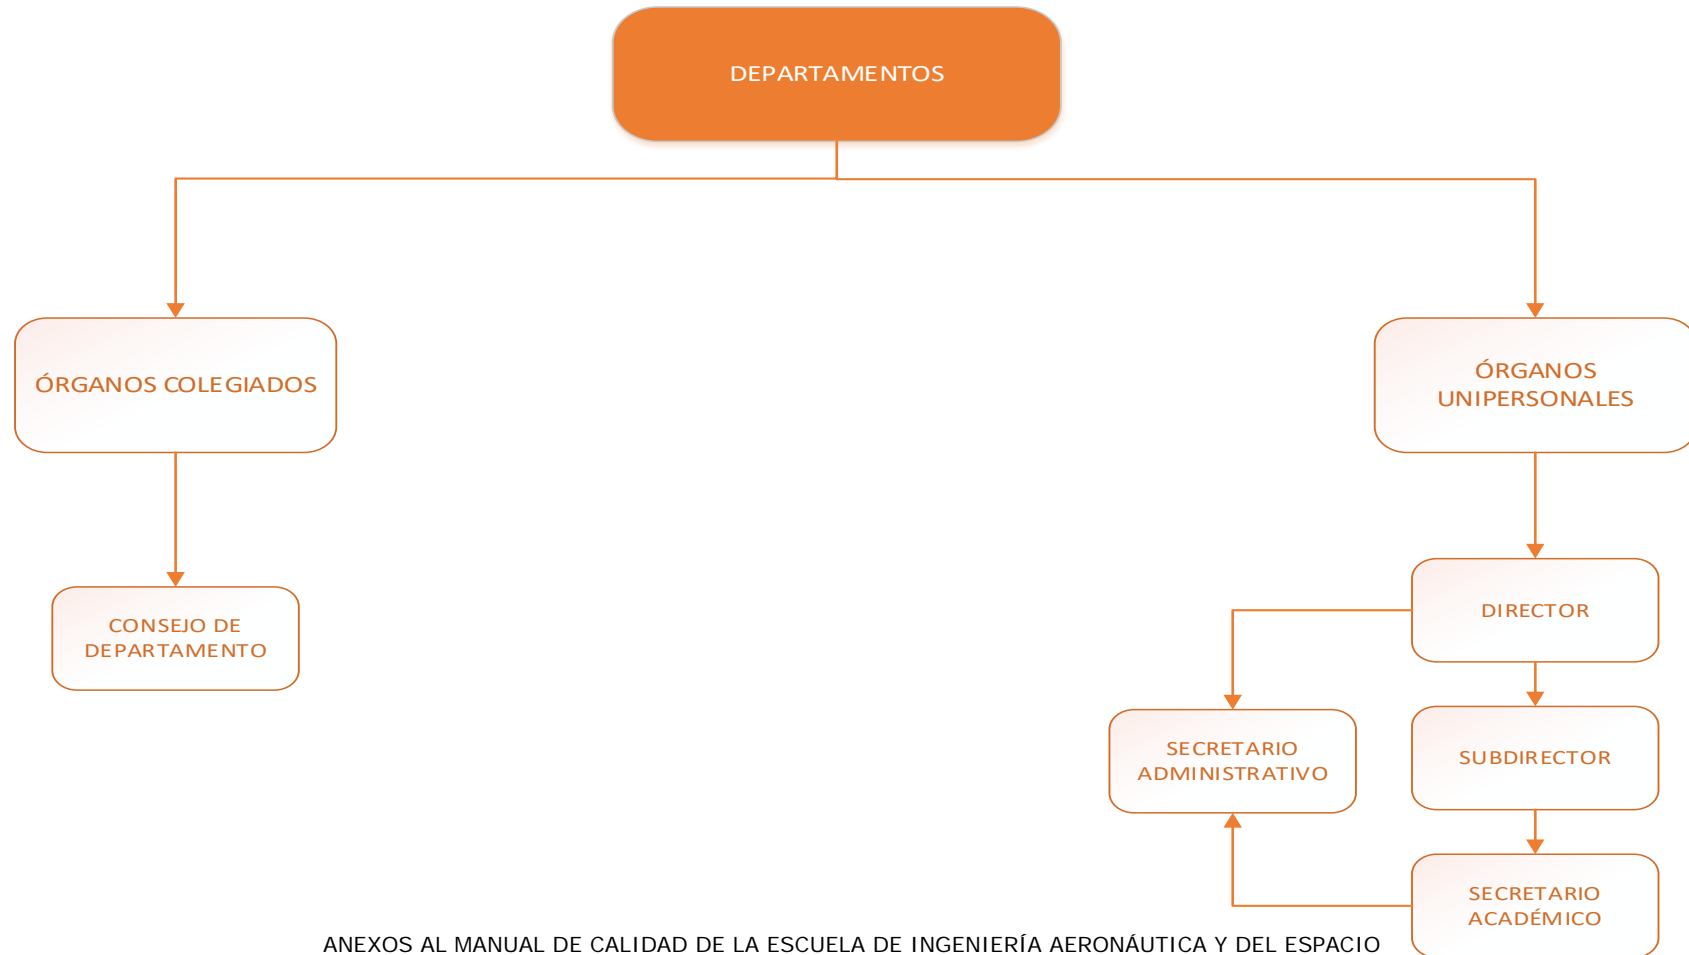 DEPARTAMENTOS
ÓRGANOS COLEGIADOS
ÓRGANOS
UNIPERSONALES
CONSEJO DE
DEPARTAMENTO
DIRECTOR
SECRETARIO
ADMINISTRATIVO
SUBDIRECTOR
SECRETARIO
ACADÉMICO
ANEXOS AL MANUAL DE CALIDAD DE LA ESCUELA DE INGENIERÍA AERONÁUTICA Y DEL ESPACIO